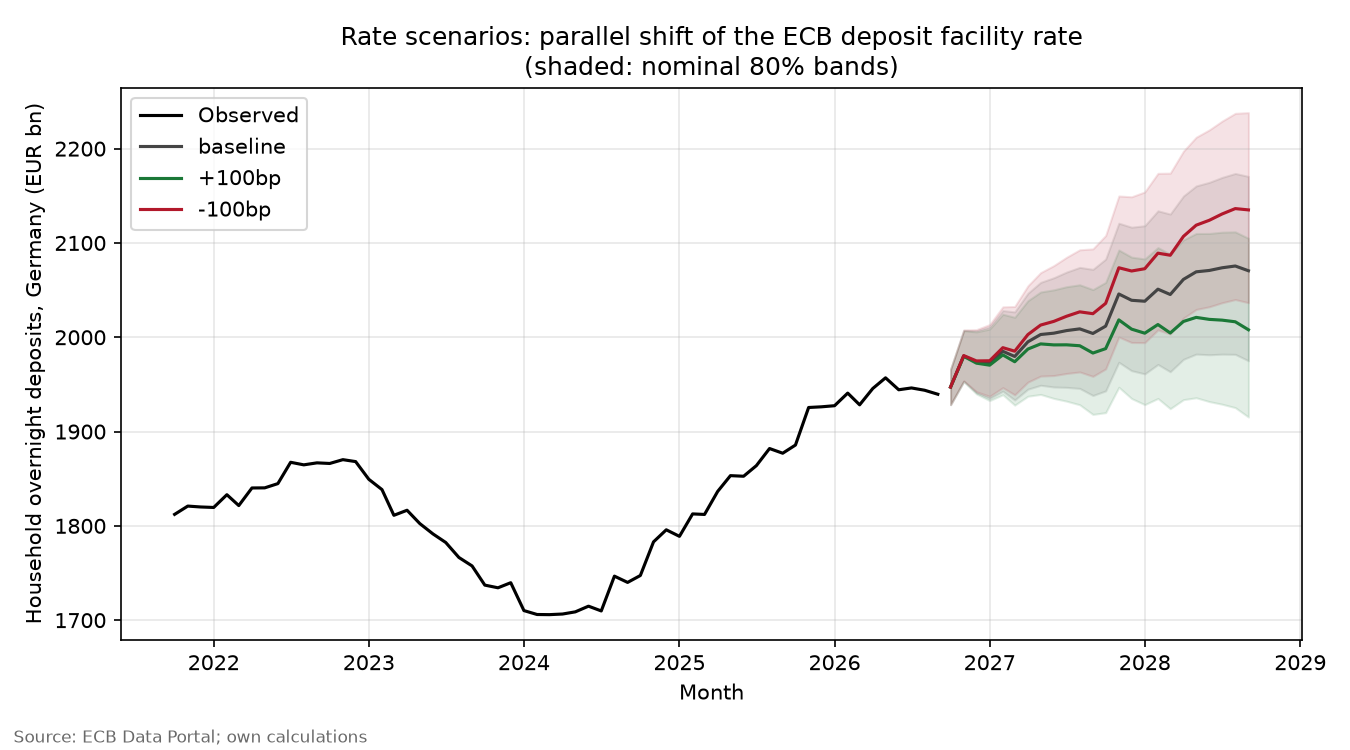 Rate scenarios: parallel shift of the ECB deposit facility rate
(shaded: nominal 80% bands)
Household overnight deposits, Germany (EUR bn)
Observed
baseline
+100bp
-100bp
2200
2100
2000
1900
1800
1700
2022
2023
2024
2025
2026
2027
2028
2029
Month
Source: ECB Data Portal; own calculations